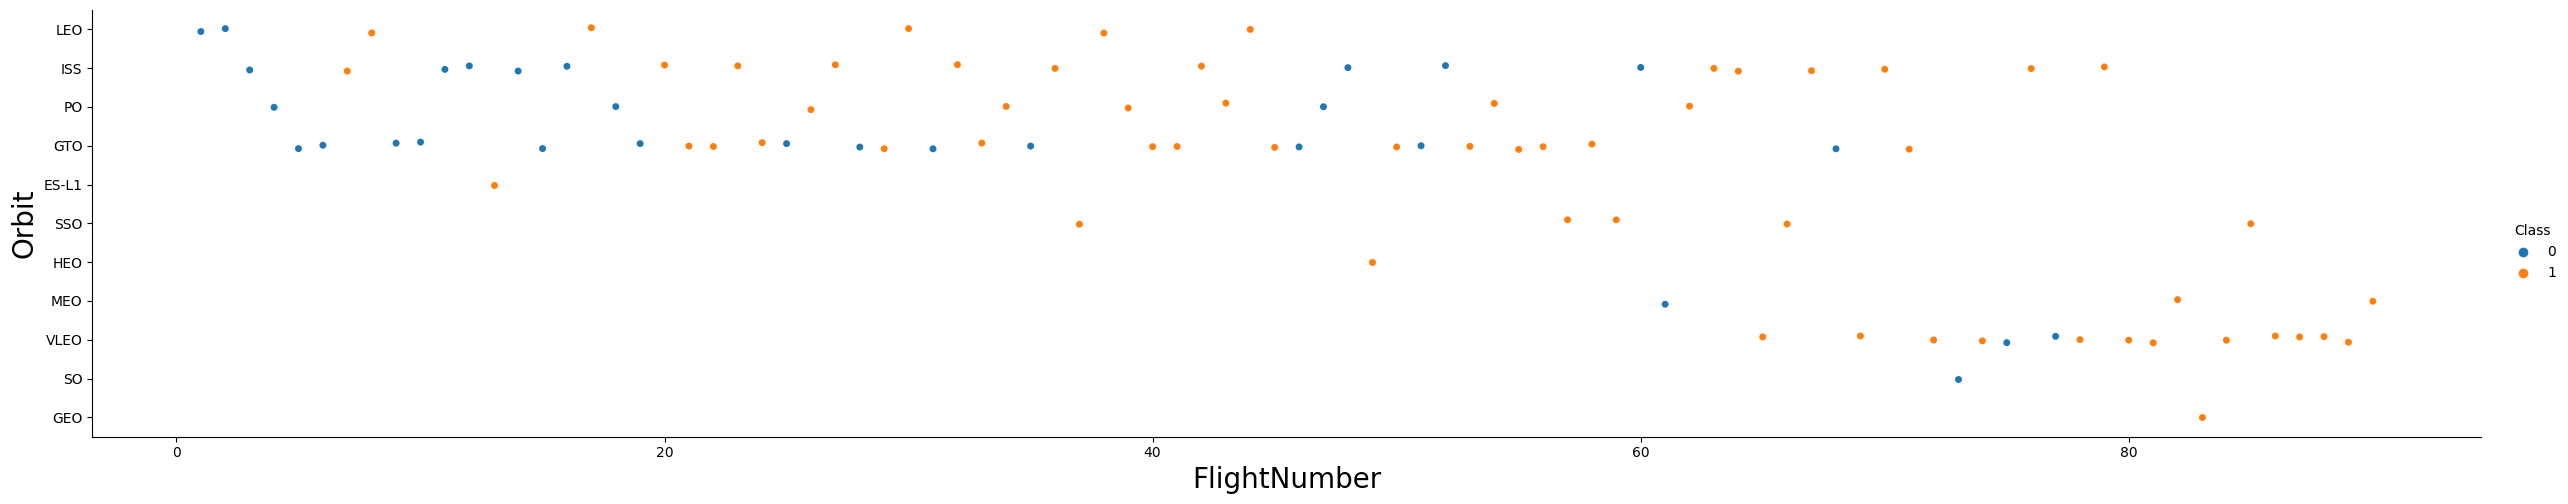 LEO
ISS
PO
GTO
ES-L1
SSO
HEO
MEO
VLEO
SO
GEO
Orbit
0 20 40 60 80
FlightNumber
Class
0
1